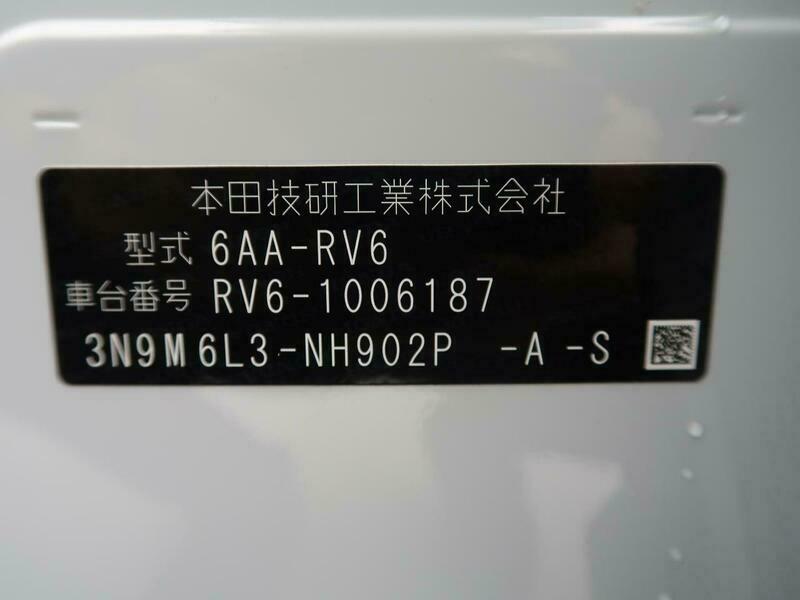 本田技研工業株式会社
型式 6AA-RV6
車台番号 RV6-1006187
3N9M6L3-NH902P -A -S